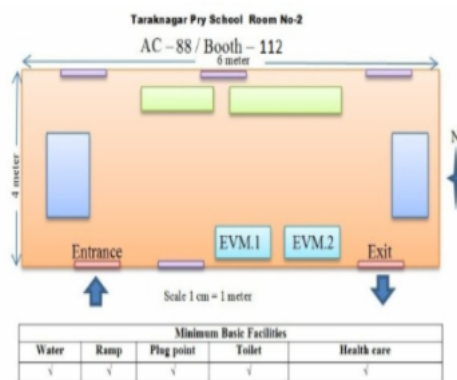 Taraknagar Pry School Room No-2
AC – 88 / Booth – 112
6 meter
4 meter
N
EVM.1 EVM.2
Entrance Exit
Scale 1 cm = 1 meter
Minimum Basic Facilities
Water Ramp Plug point Toilet Health care
√ √ √ √ √